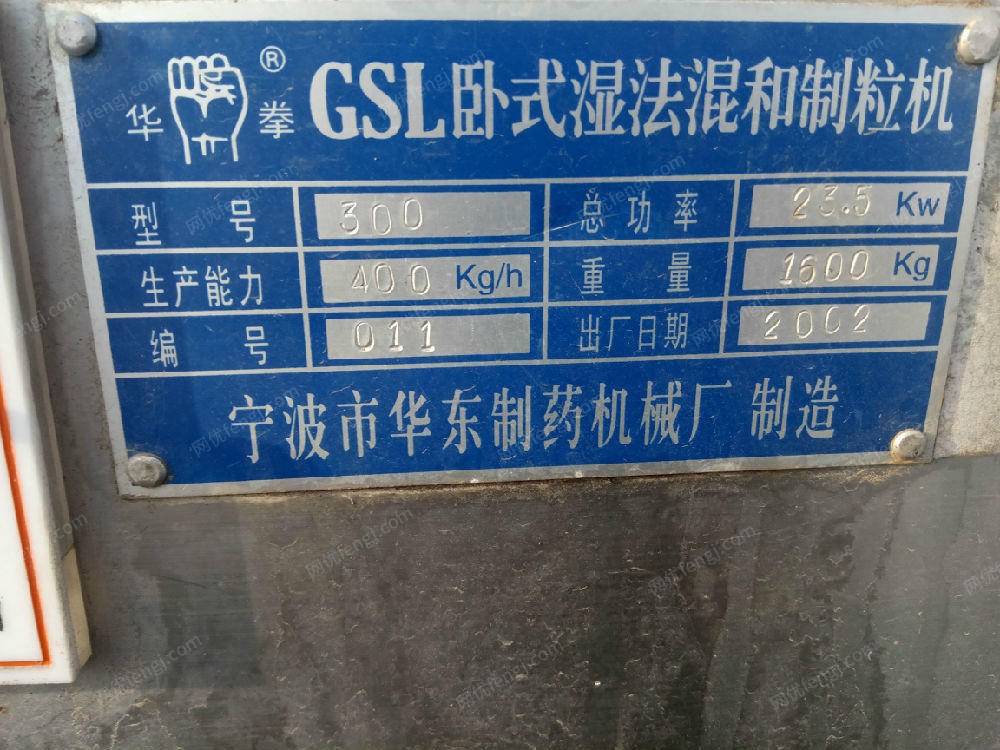 华 拳 ® GSL卧式湿法混和制粒机
型 号 300 总功率 23.5 Kw
生产能力 400 Kg/h 重 量 1600 Kg
编 号 011 出厂日期 2002
宁波市华东制药机械厂 制造